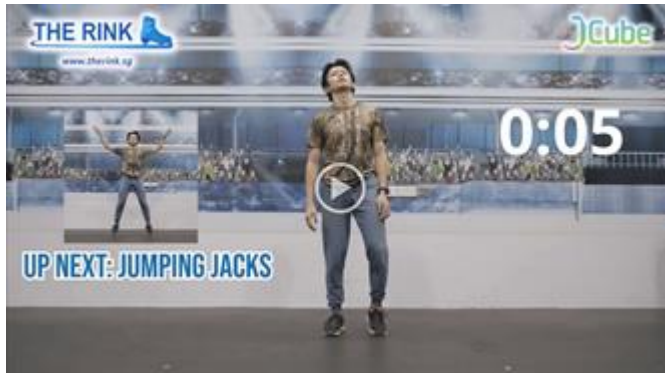 THE RINK
www.therink.sg
JCube
0:05
UP NEXT: JUMPING JACKS